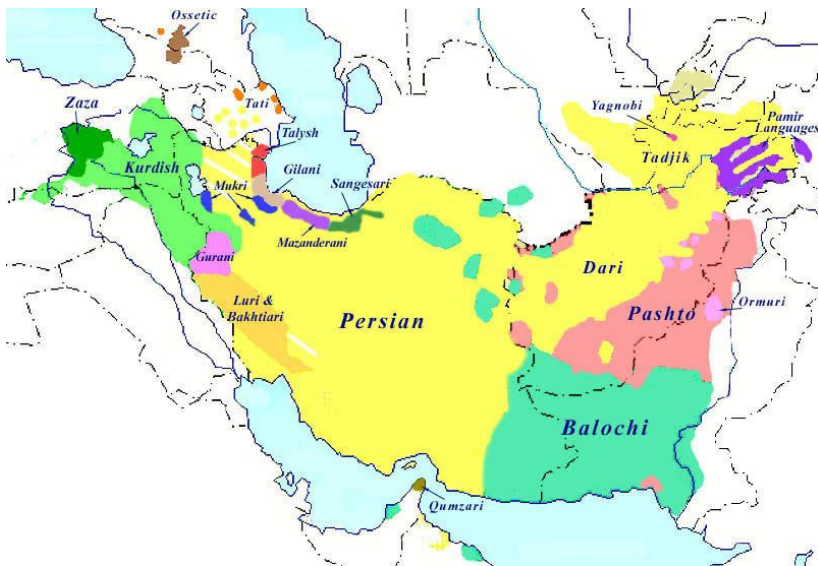 Ossetic
Zaza
Tati
Yagnobi
Pamir
Languages
Talysh
Tadjik
Kurdish
Gilani
Mukri
Sangesari
Mazanderani
Gurani
Dari
Luri &
Bakhtiari
Persian
Pashto
Ormuri
Balochi
Qumzari